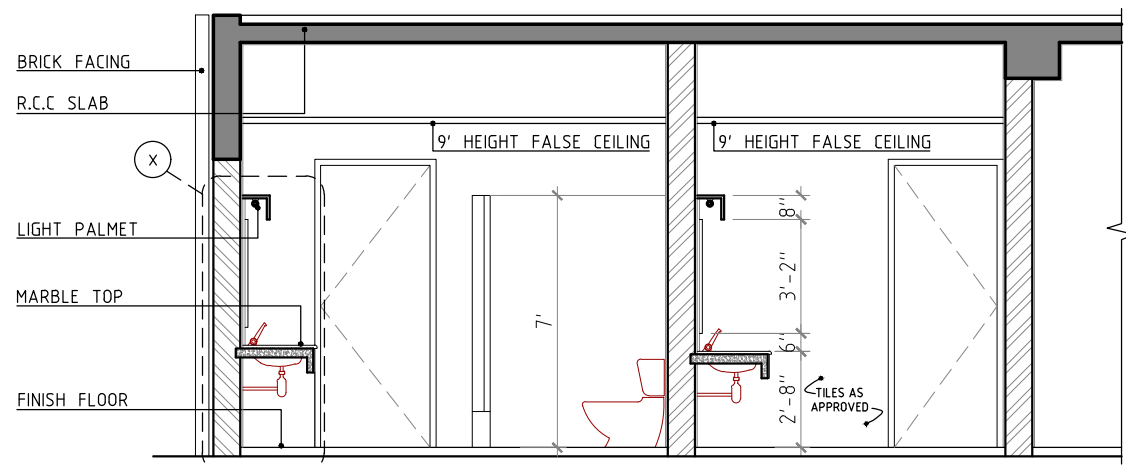 BRICK FACING
R.C.C SLAB
9' HEIGHT FALSE CEILING
9' HEIGHT FALSE CEILING
X
LIGHT PALMET
MARBLE TOP
FINISH FLOOR
7'
8"
3'-2"
6"
2'-8"
TILES AS
APPROVED